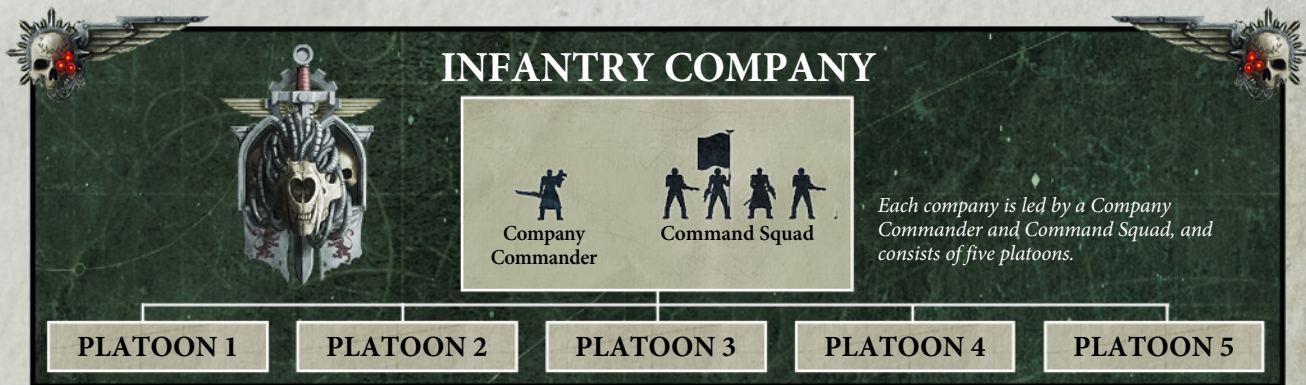 INFANTRY COMPANY
Company
Commander
Command Squad
Each company is led by a Company
Commander and Command Squad, and
consists of five platoons.
PLATOON 1
PLATOON 2
PLATOON 3
PLATOON 4
PLATOON 5